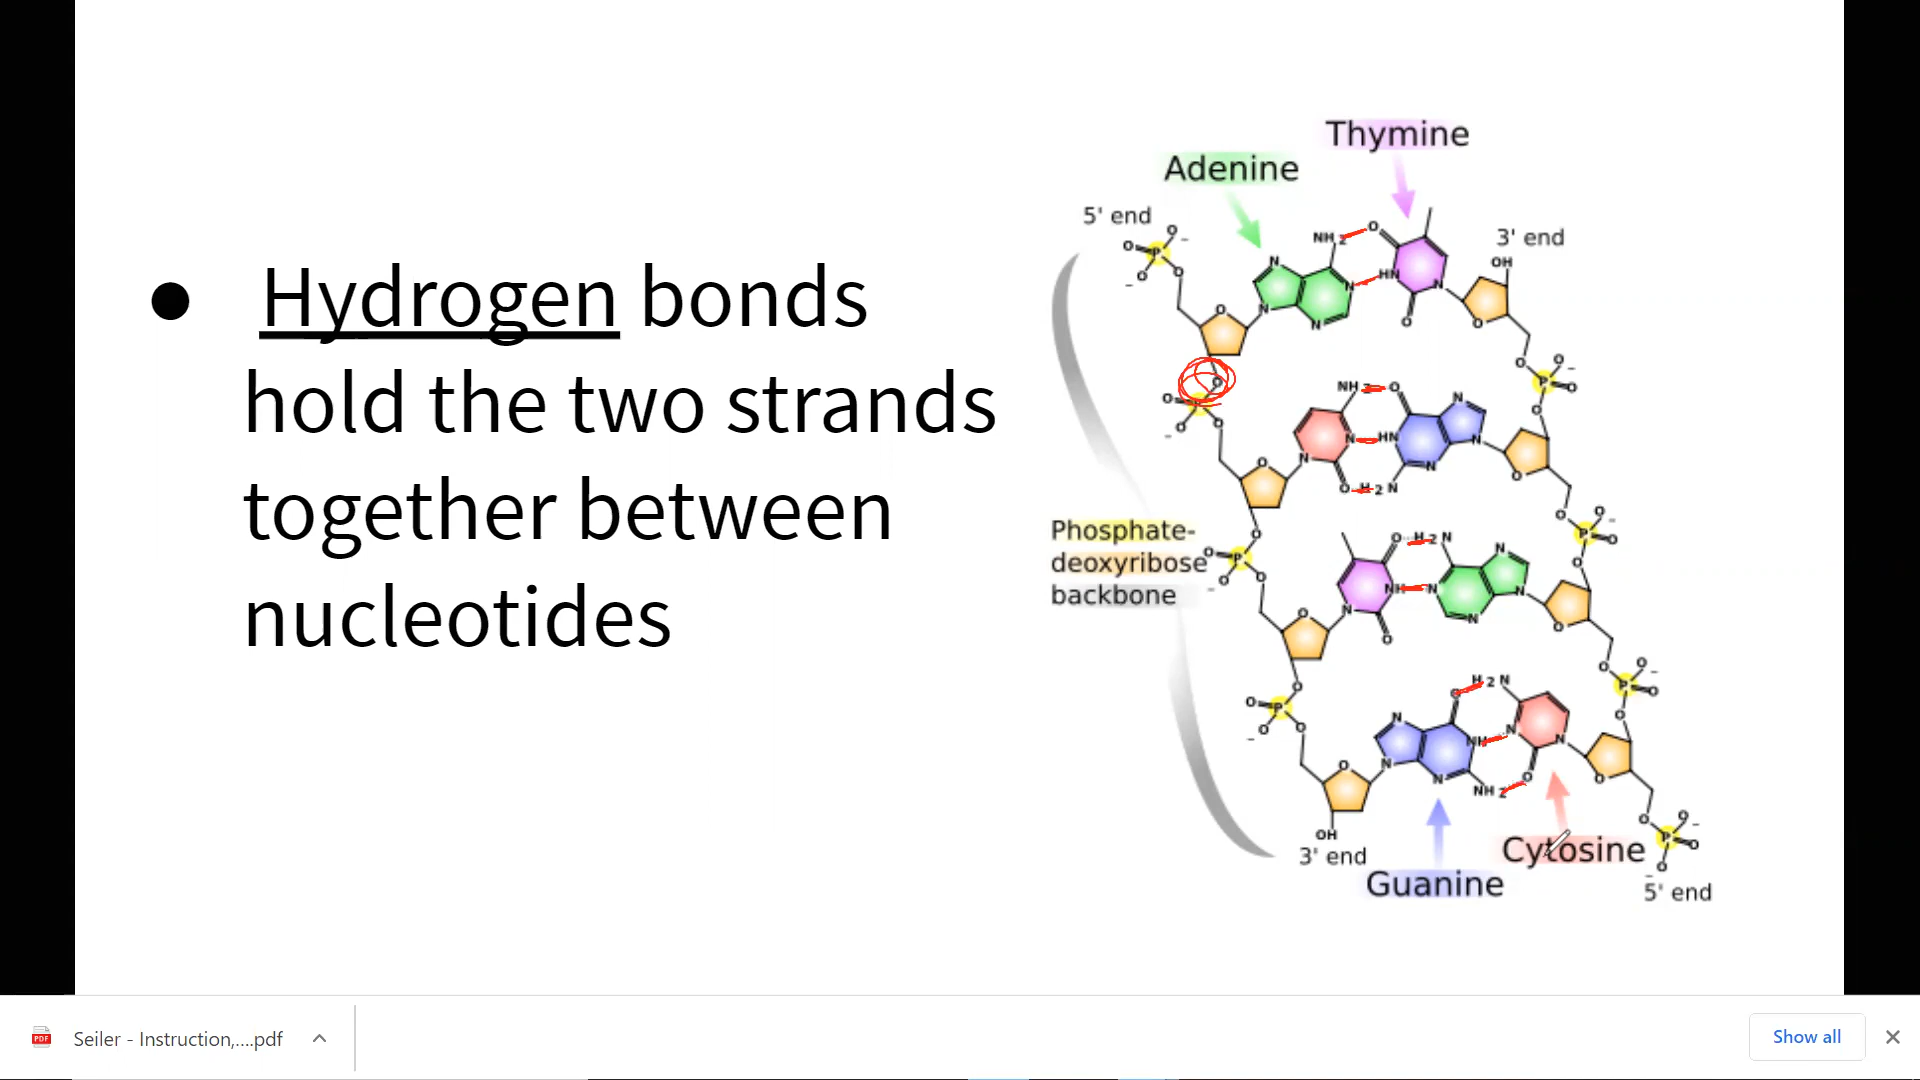 ● Hydrogen bonds
hold the two strands
together between
nucleotides
Thymine
Adenine
5' end
3' end
OH
Phosphate-
deoxyribose
backbone
OH
3' end
Cytosine
Guanine
5' end
PDF
Seiler - Instruction,....pdf
Show all